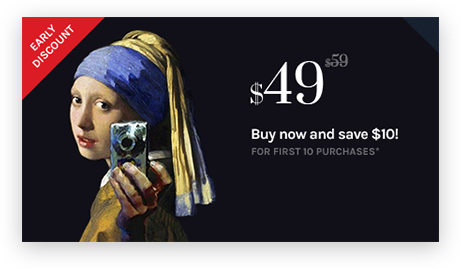 EARLY
DISCOUNT
$49 $59
Buy now and save $10!
FOR FIRST 10 PURCHASES*